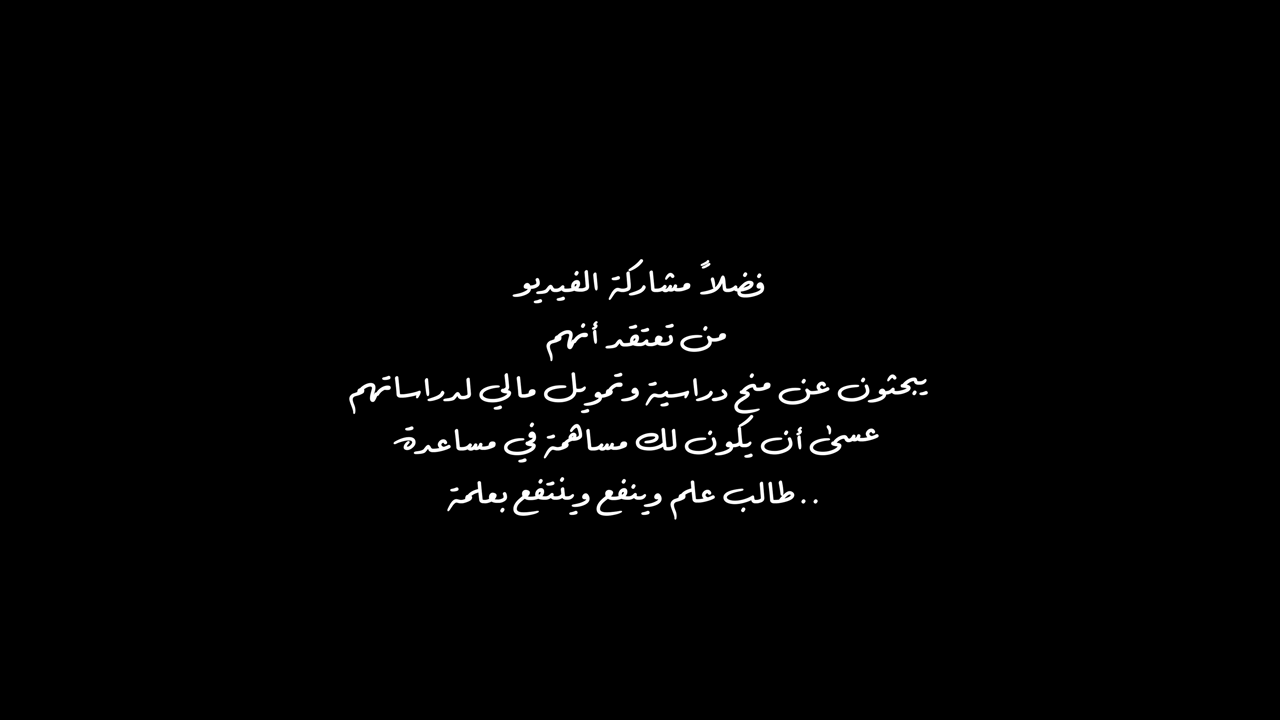 فضلاً مشاركة الفيديو
من تعتقد أنهم
يبحثون عن منح دراسية وتمويل مالي لدراساتهم
عسى أن يكون لك مساهمة في مساعدة
طالب علم وينفع وينتفع بعلمة..